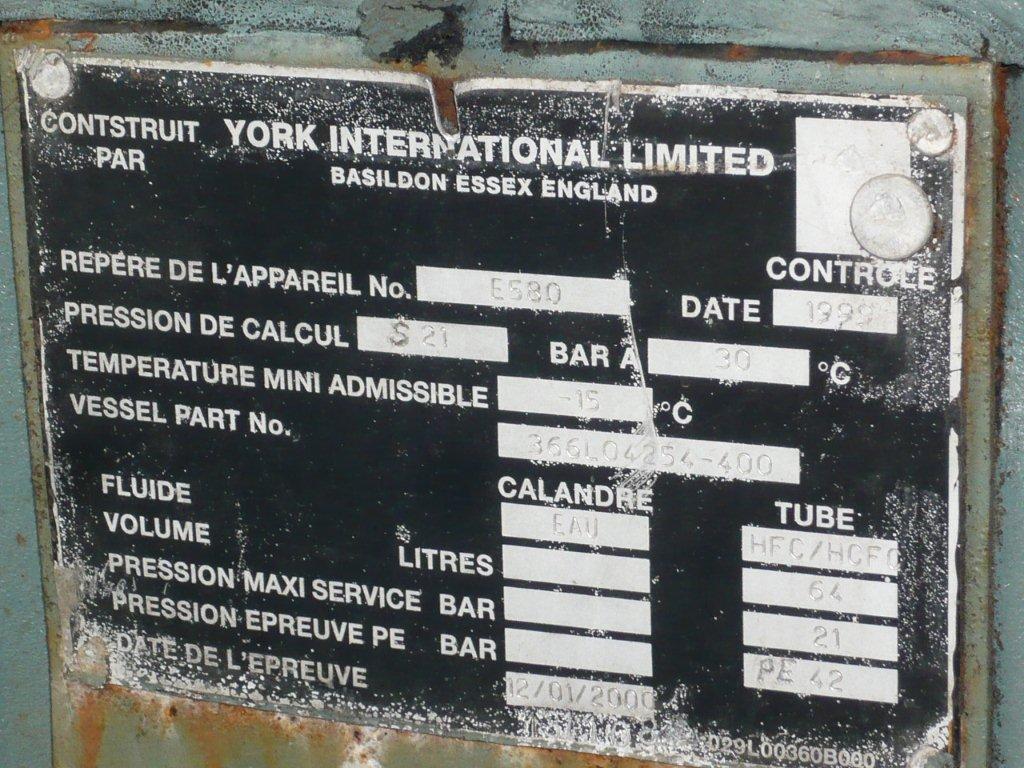 CONTSTRUIT PAR YORK INTERNATIONAL LIMITED
BASILDON ESSEX ENGLAND
CONTROLE
REPERE DE L'APPAREIL No. E580 DATE 1999
PRESSION DE CALCUL S 21 BAR A 30 °C
TEMPERATURE MINI ADMISSIBLE -15 °C
VESSEL PART No. 366L04254-400
CALANDRE TUBE
FLUIDE EAU HFC/HCFC
VOLUME LITRES 64
PRESSION MAXI SERVICE BAR 21
PRESSION EPREUVE PE BAR PE 42
DATE DE L'EPREUVE 12/01/2000
029L00360B000